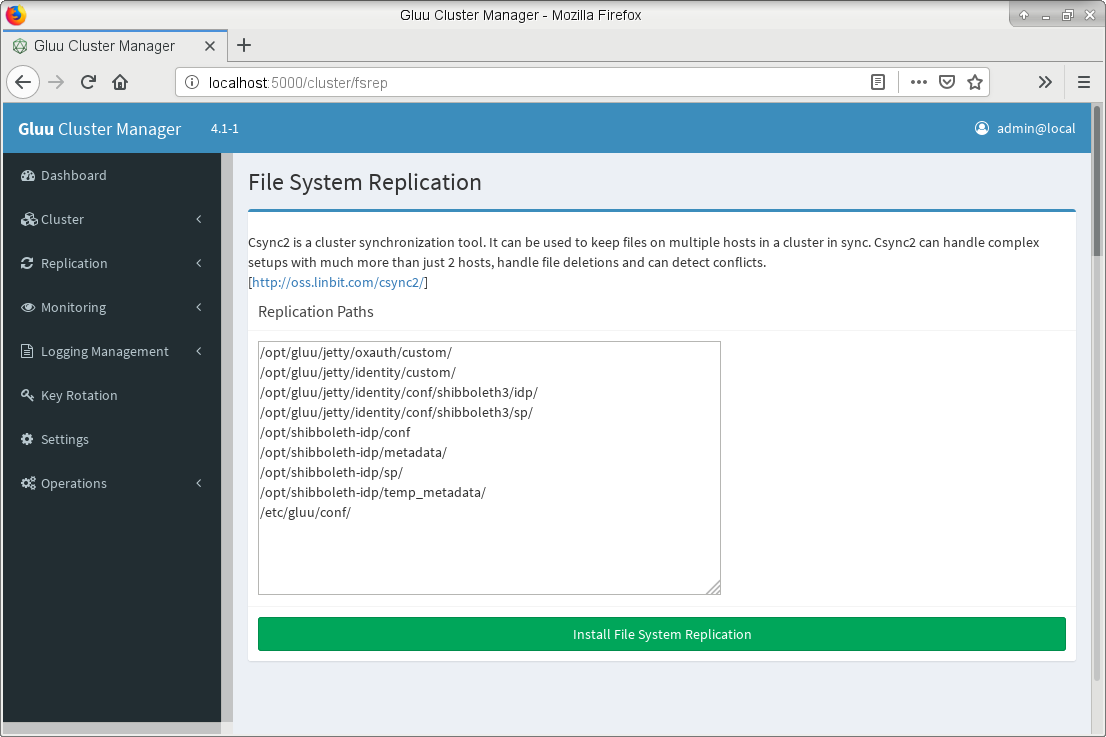 Gluu Cluster Manager - Mozilla Firefox
Gluu Cluster Manager
localhost:5000/cluster/fsrep
Gluu Cluster Manager 4.1-1 admin@local
Dashboard
Cluster
Replication
Monitoring
Logging Management
Key Rotation
Settings
Operations
File System Replication
Csync2 is a cluster synchronization tool. It can be used to keep files on multiple hosts in a cluster in sync. Csync2 can handle complex
setups with much more than just 2 hosts, handle file deletions and can detect conflicts.
[http://oss.linbit.com/csync2/]
Replication Paths
/opt/gluu/jetty/oxauth/custom/
/opt/gluu/jetty/identity/custom/
/opt/gluu/jetty/identity/conf/shibboleth3/idp/
/opt/gluu/jetty/identity/conf/shibboleth3/sp/
/opt/shibboleth-idp/conf
/opt/shibboleth-idp/metadata/
/opt/shibboleth-idp/sp/
/opt/shibboleth-idp/temp_metadata/
/etc/gluu/conf/
Install File System Replication